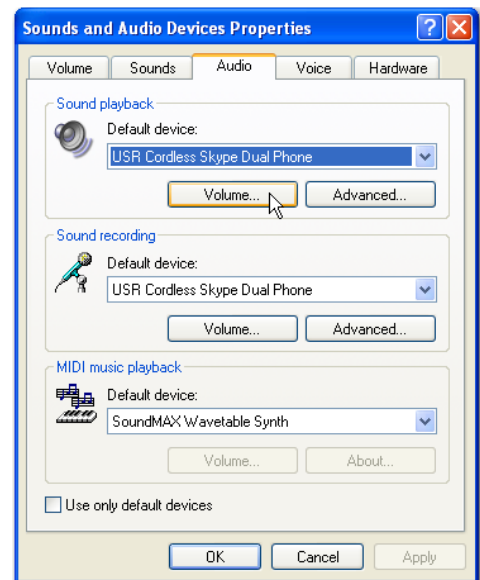 Sounds and Audio Devices Properties
Volume Sounds Audio Voice Hardware
Sound playback
Default device:
USR Cordless Skype Dual Phone
Volume... Advanced...
Sound recording
Default device:
USR Cordless Skype Dual Phone
Volume... Advanced...
MIDI music playback
Default device:
SoundMAX Wavetable Synth
Volume... About...
Use only default devices
OK Cancel Apply